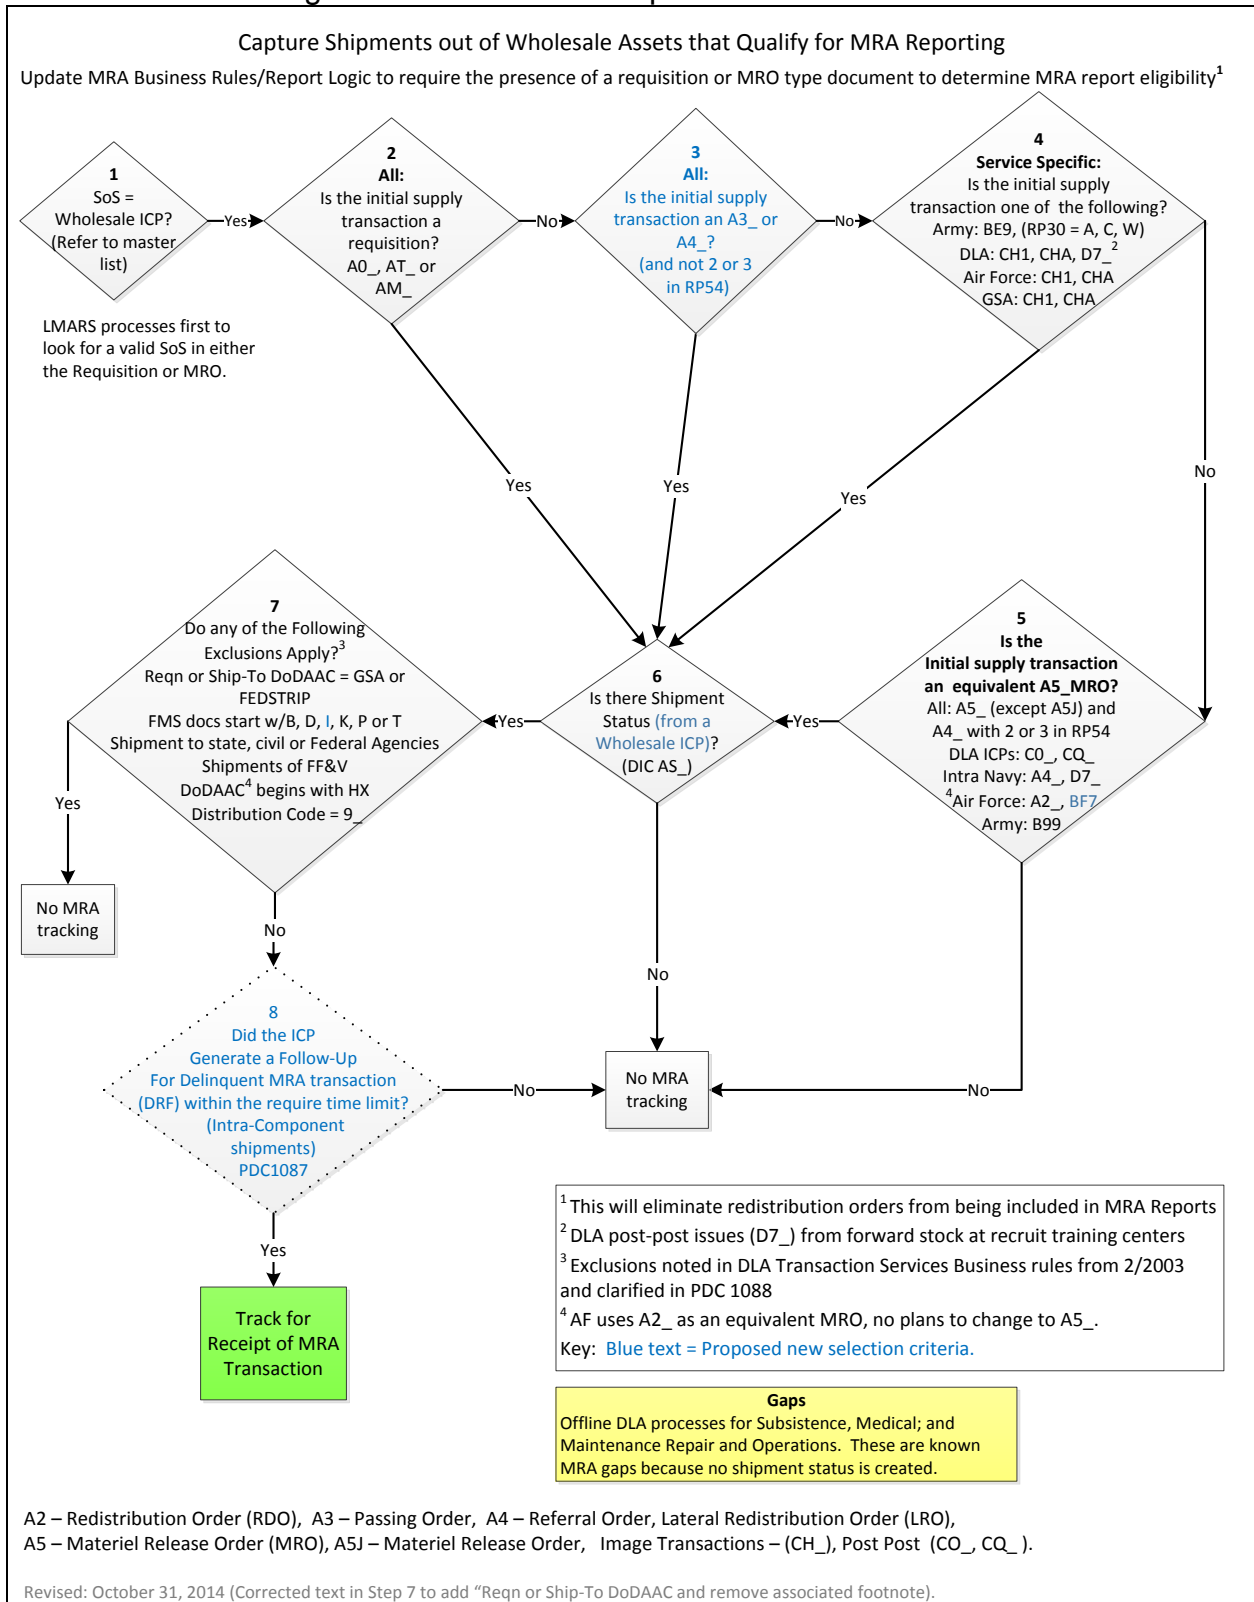 Capture Shipments out of Wholesale Assets that Qualify for MRA Reporting
Update MRA Business Rules/Report Logic to require the presence of a requisition or MRO type document to determine MRA report eligibility1
1
SoS =
Wholesale ICP?
(Refer to master
list)
Yes
2
All:
Is the initial supply
transaction a
requisition?
A0_, AT_ or
AM_
No
3
All:
Is the initial supply
transaction an A3_ or
A4_?
(and not 2 or 3
in RP54)
No
4
Service Specific:
Is the initial supply
transaction one of the following?
Army: BE9, (RP30 = A, C, W)
DLA: CH1, CHA, D7_2
Air Force: CH1, CHA
GSA: CH1, CHA
LMARS processes first to
look for a valid SoS in either
the Requisition or MRO.
Yes
Yes
Yes
No
7
Do any of the Following
Exclusions Apply?3
Reqn or Ship-To DoDAAC = GSA or
FEDSTRIP
FMS docs start w/B, D, I, K, P or T
Shipment to state, civil or Federal Agencies
Shipments of FF&V
DoDAAC4 begins with HX
Distribution Code = 9_
Yes
6
Is there Shipment
Status (from a
Wholesale ICP)?
(DIC AS_)
Yes
5
Is the
Initial supply transaction
an equivalent A5_MRO?
All: A5_ (except A5J) and
A4_ with 2 or 3 in RP54
DLA ICPs: C0_, CQ_
Intra Navy: A4_, D7_
4Air Force: A2_, BF7
Army: B99
Yes
No MRA
tracking
No
No
8
Did the ICP
Generate a Follow-Up
For Delinquent MRA transaction
(DRF) within the require time limit?
(Intra-Component
shipments)
PDC1087
No
No MRA
tracking
No
Yes
Track for
Receipt of MRA
Transaction
1 This will eliminate redistribution orders from being included in MRA Reports
2 DLA post-post issues (D7_) from forward stock at recruit training centers
3 Exclusions noted in DLA Transaction Services Business rules from 2/2003
and clarified in PDC 1088
4 AF uses A2_ as an equivalent MRO, no plans to change to A5_.
Key: Blue text = Proposed new selection criteria.
Gaps
Offline DLA processes for Subsistence, Medical; and
Maintenance Repair and Operations. These are known
MRA gaps because no shipment status is created.
A2 – Redistribution Order (RDO), A3 – Passing Order, A4 – Referral Order, Lateral Redistribution Order (LRO),
A5 – Materiel Release Order (MRO), A5J – Materiel Release Order, Image Transactions – (CH_), Post Post (CO_, CQ_ ).
Revised: October 31, 2014 (Corrected text in Step 7 to add “Reqn or Ship-To DoDAAC and remove associated footnote).